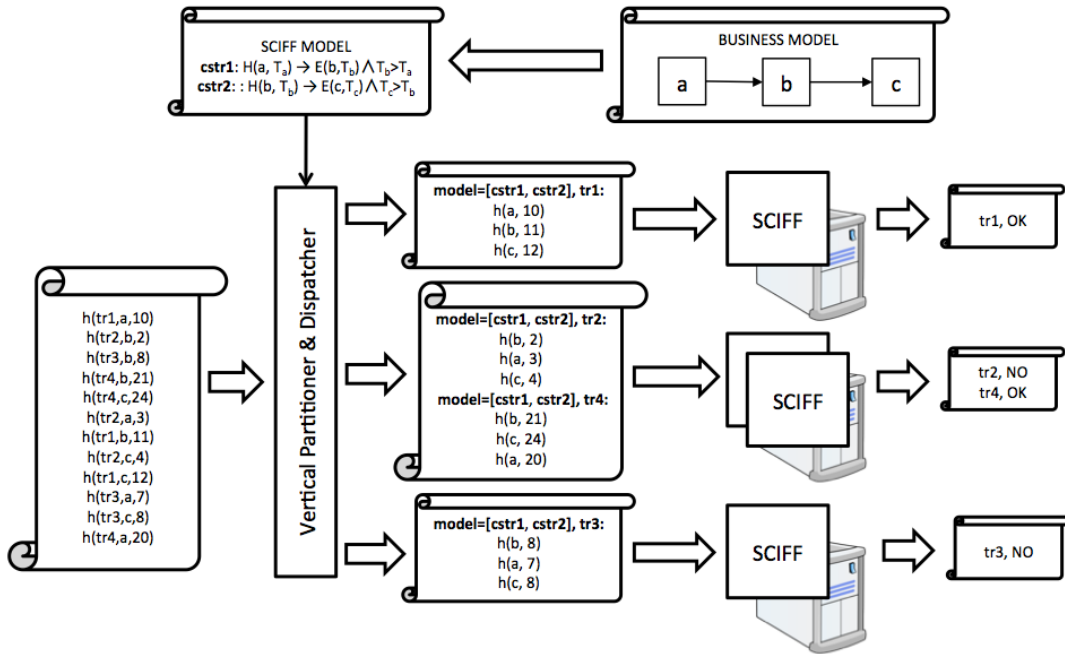 SCIFF MODEL
cstr1: H(a, Ta) → E(b,Tb)⋀Tb>Ta
cstr2: : H(b, Tb) → E(c,Tc)⋀Tc>Tb
BUSINESS MODEL
a
b
c
h(tr1,a,10)
h(tr2,b,2)
h(tr3,b,8)
h(tr4,b,21)
h(tr4,c,24)
h(tr2,a,3)
h(tr1,b,11)
h(tr2,c,4)
h(tr1,c,12)
h(tr3,a,7)
h(tr3,c,8)
h(tr4,a,20)
Vertical Partitioner & Dispatcher
model=[cstr1, cstr2], tr1:
h(a, 10)
h(b, 11)
h(c, 12)
SCIFF
tr1, OK
model=[cstr1, cstr2], tr2:
h(b, 2)
h(a, 3)
h(c, 4)
model=[cstr1, cstr2], tr4:
h(b, 21)
h(c, 24)
h(a, 20)
SCIFF
tr2, NO
tr4, OK
model=[cstr1, cstr2], tr3:
h(b, 8)
h(a, 7)
h(c, 8)
SCIFF
tr3, NO